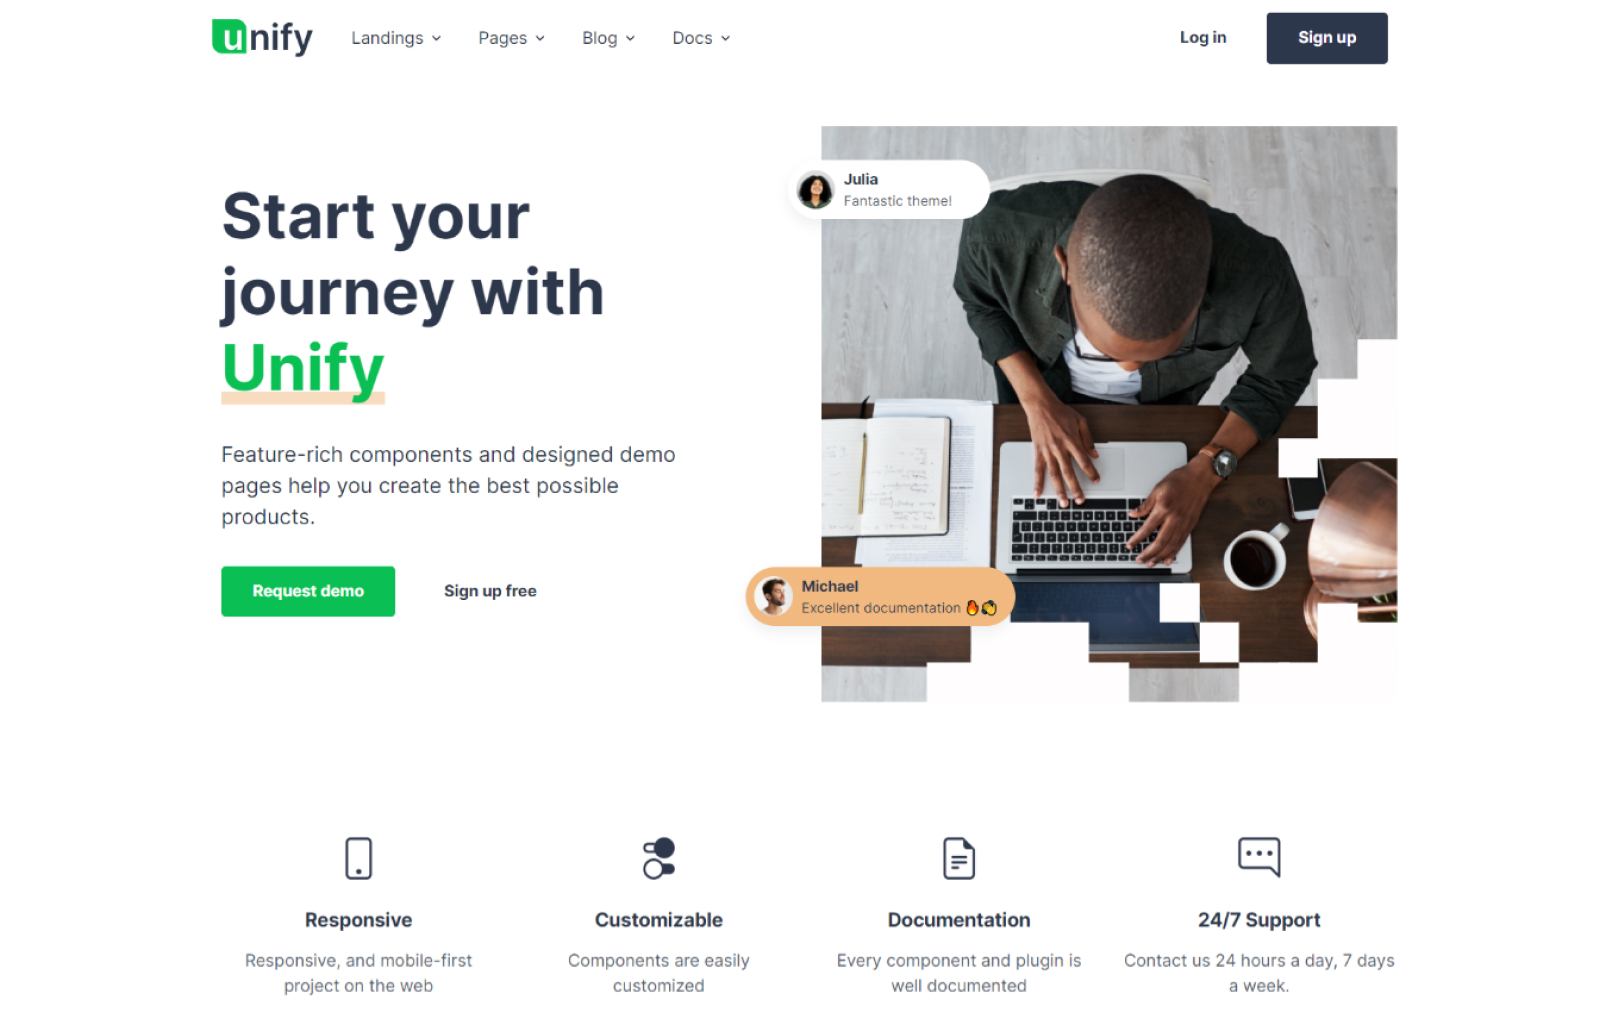 unify
Landings
Pages
Blog
Docs
Log in
Sign up
Start your
journey with
Unify
Feature-rich components and designed demo
pages help you create the best possible
products.
Request demo
Sign up free
Julia
Fantastic theme!
Michael
Excellent documentation 🔥👏
Responsive
Responsive, and mobile-first
project on the web
Customizable
Components are easily
customized
Documentation
Every component and plugin is
well documented
24/7 Support
Contact us 24 hours a day, 7 days
a week.